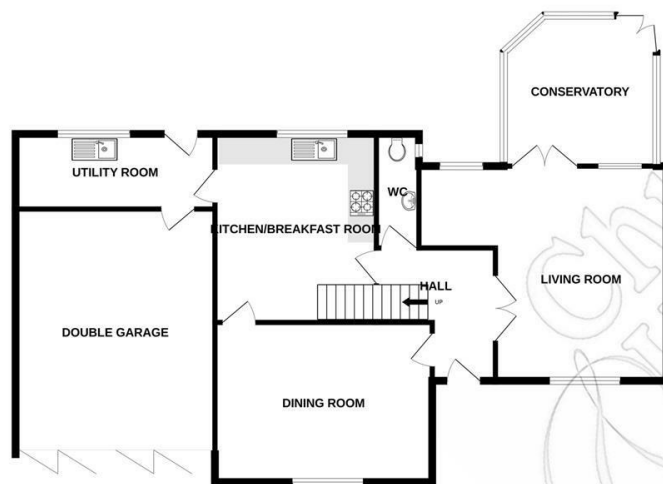 CONSERVATORY
UTILITY ROOM
WC
KITCHEN/BREAKFAST ROOM
HALL
LIVING ROOM
UP
DOUBLE GARAGE
DINING ROOM